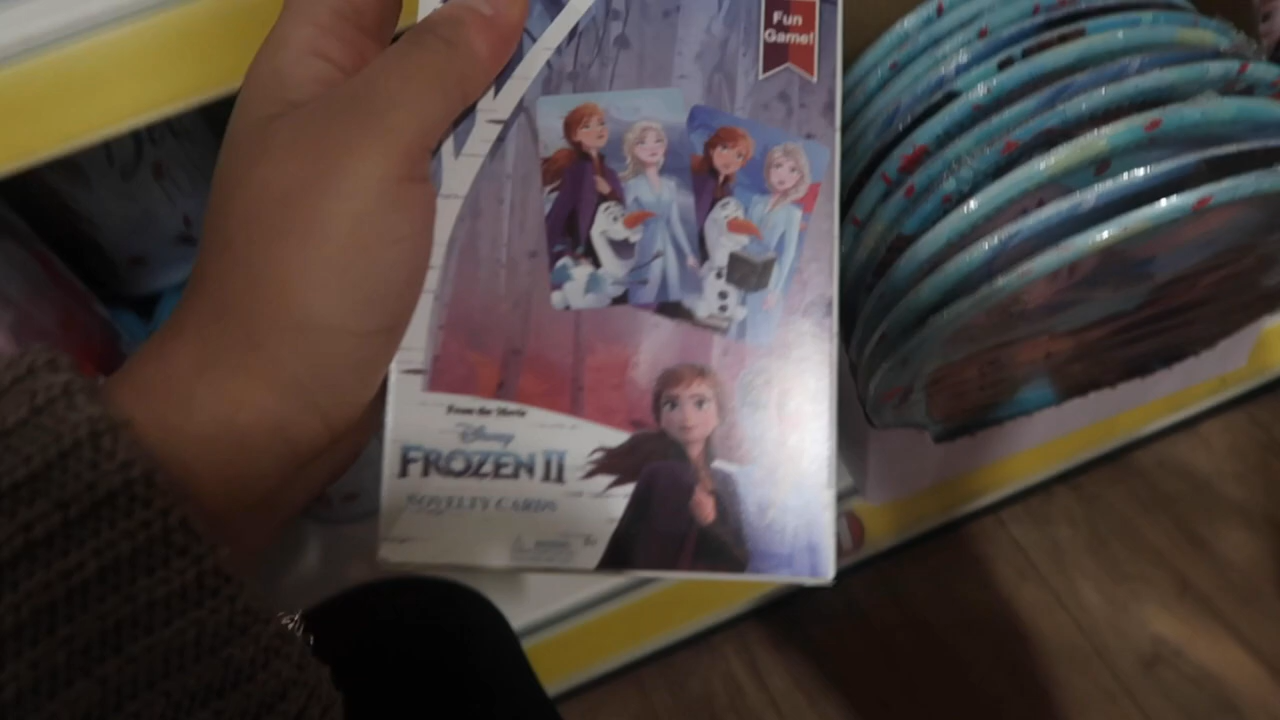 Fun
Game!
From the Movie
Disney
FROZEN II
NOVELTY CARDS